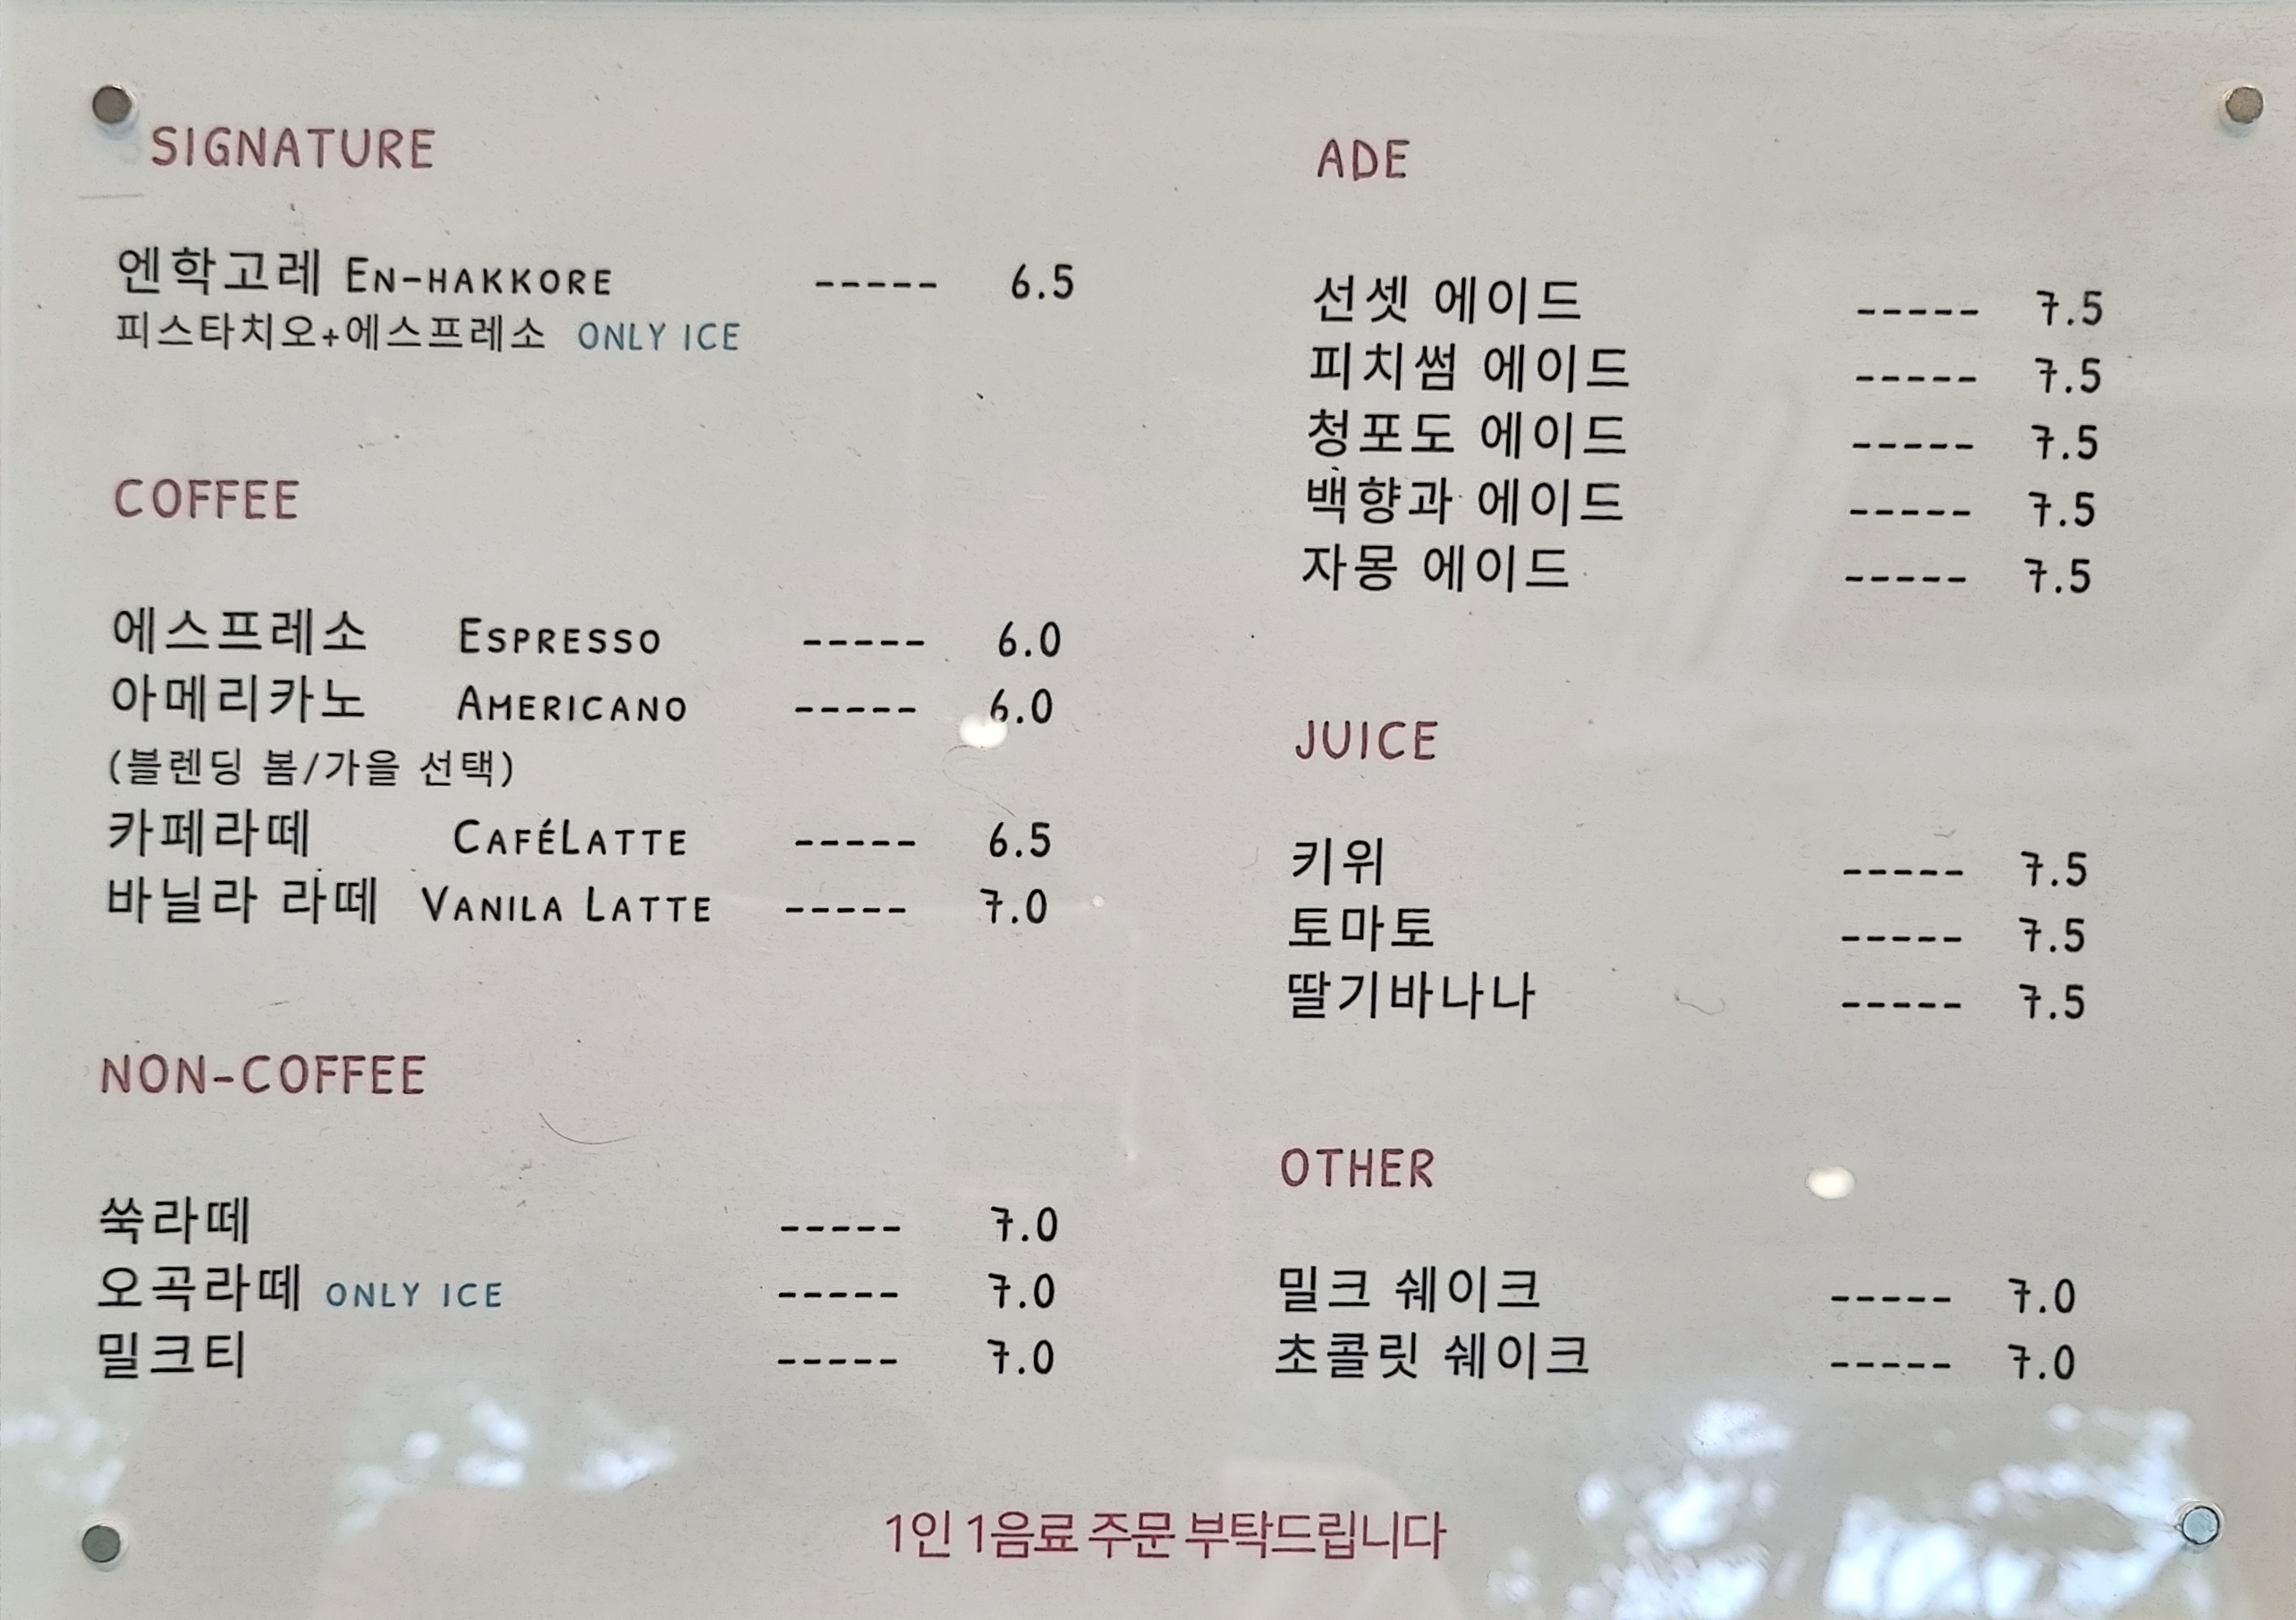 SIGNATURE
엔학고레 EN-HAKKORE ----- 6.5
피스타치오+에스프레소 ONLY ICE
COFFEE
에스프레소 ESPRESSO ----- 6.0
아메리카노 AMERICANO ----- 6.0
(블렌딩 봄/가을 선택)
카페라떼 CAFÉLATTE ----- 6.5
바닐라 라떼 VANILA LATTE ----- 7.0
NON-COFFEE
쑥라떼 ----- 7.0
오곡라떼 ONLY ICE ----- 7.0
밀크티 ----- 7.0
ADE
선셋 에이드 ----- 7.5
피치썸 에이드 ----- 7.5
청포도 에이드 ----- 7.5
백향과 에이드 ----- 7.5
자몽 에이드 ----- 7.5
JUICE
키위 ----- 7.5
토마토 ----- 7.5
딸기바나나 ----- 7.5
OTHER
밀크 쉐이크 ----- 7.0
초콜릿 쉐이크 ----- 7.0
1인 1음료 주문 부탁드립니다